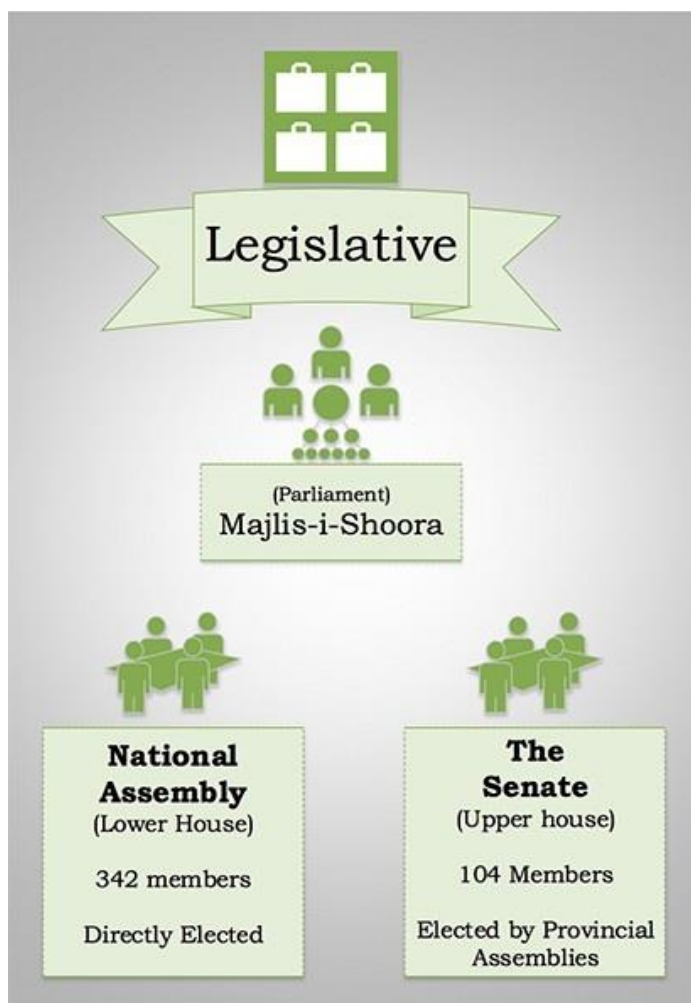 Legislative
(Parliament)
Majlis-i-Shoora
National
Assembly
(Lower House)
342 members
Directly Elected
The
Senate
(Upper house)
104 Members
Elected by Provincial
Assemblies